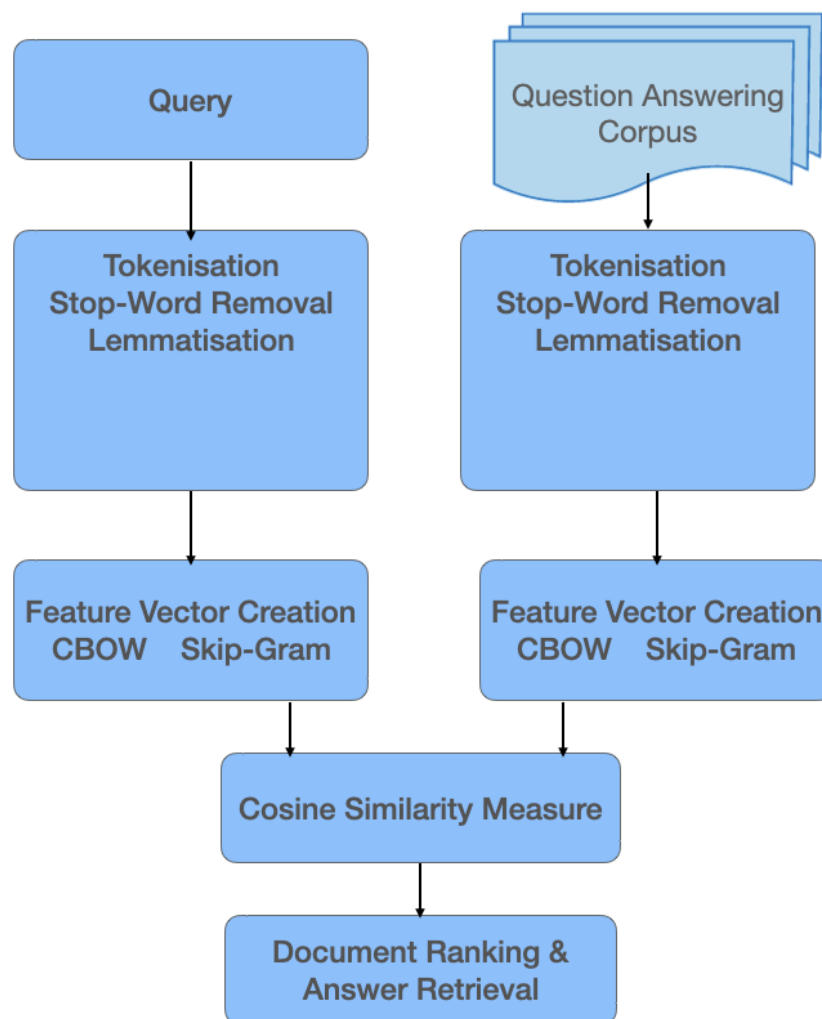 Query
Question Answering
Corpus
Tokenisation
Stop-Word Removal
Lemmatisation
Tokenisation
Stop-Word Removal
Lemmatisation
Feature Vector Creation
CBOW Skip-Gram
Feature Vector Creation
CBOW Skip-Gram
Cosine Similarity Measure
Document Ranking &
Answer Retrieval